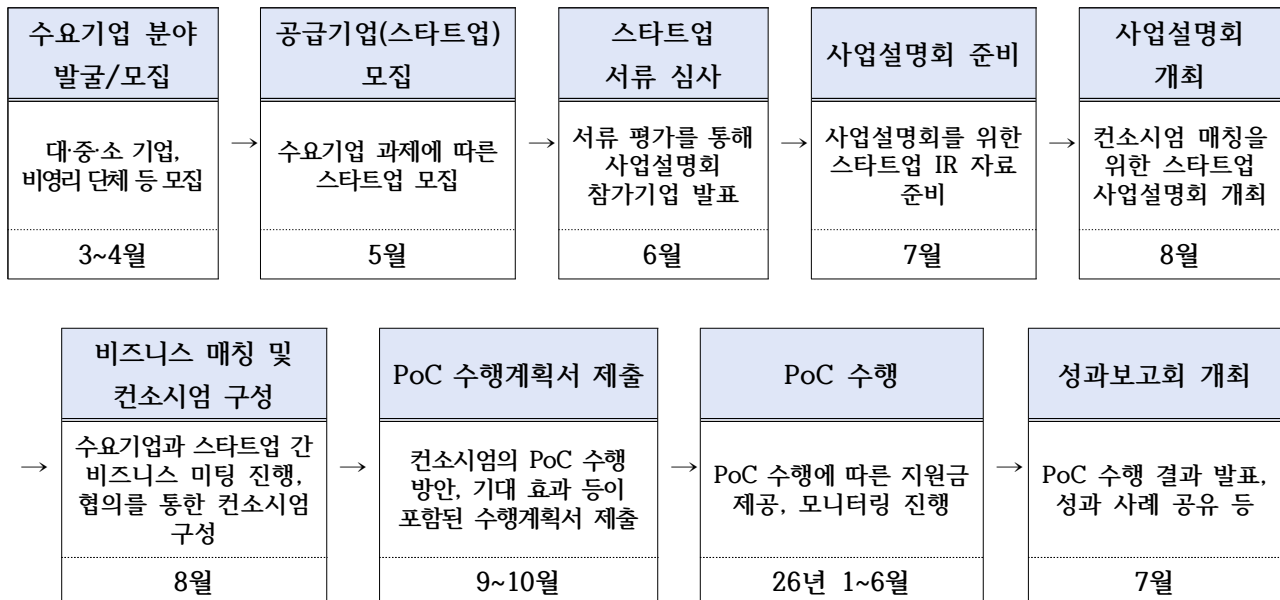 수요기업 분야
발굴/모집
대·중·소 기업,
비영리 단체 등 모집
3~4월
→
공급기업(스타트업)
모집
수요기업 과제에 따른
스타트업 모집
5월
→
스타트업
서류 심사
서류 평가를 통해
사업설명회
참가기업 발표
6월
→
사업설명회 준비
사업설명회를 위한
스타트업 IR 자료
준비
7월
→
사업설명회
개최
컨소시엄 매칭을
위한 스타트업
사업설명회 개최
8월
→
비즈니스 매칭 및
컨소시엄 구성
수요기업과 스타트업 간
비즈니스 미팅 진행,
협의를 통한 컨소시엄
구성
8월
→
PoC 수행계획서 제출
컨소시엄의 PoC 수행
방안, 기대 효과 등이
포함된 수행계획서 제출
9~10월
→
PoC 수행
PoC 수행에 따른 지원금
제공, 모니터링 진행
26년 1~6월
→
성과보고회 개최
PoC 수행 결과 발표,
성과 사례 공유 등
7월